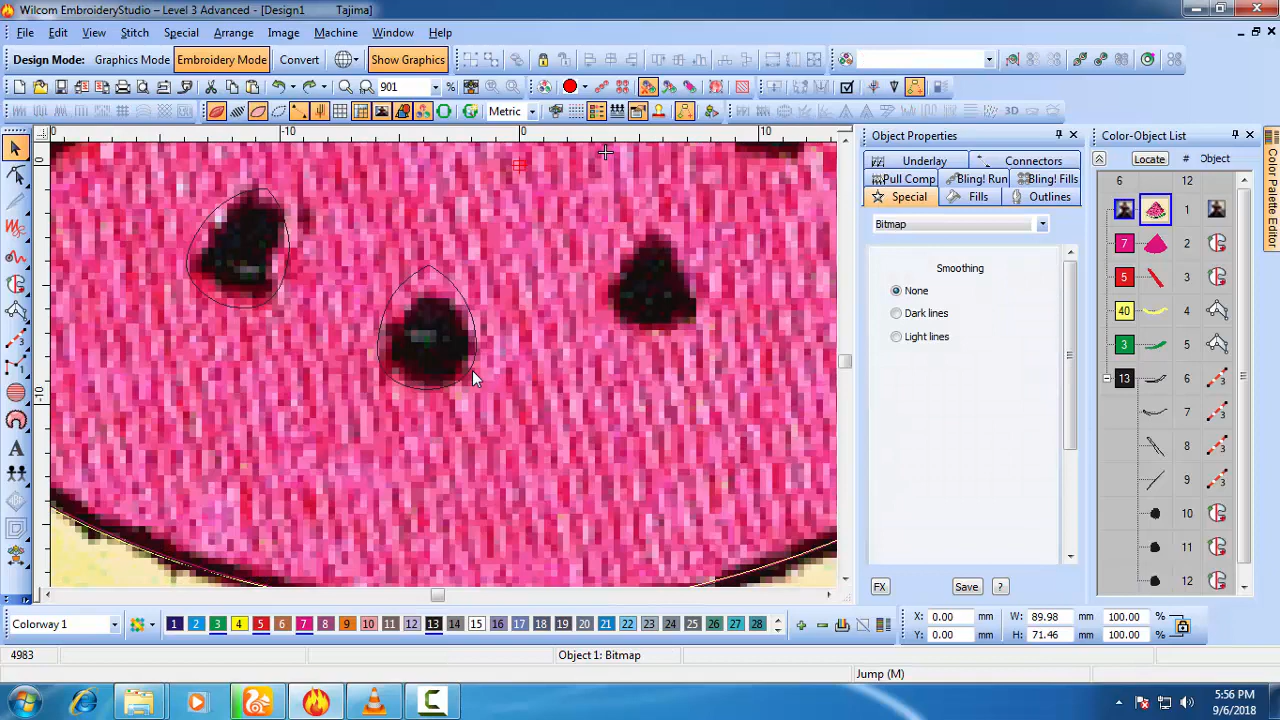 Wilcom EmbroideryStudio – Level 3 Advanced - [Design1 Tajima]
File Edit View Stitch Special Arrange Image Machine Window Help
Design Mode: Graphics Mode Embroidery Mode Convert Show Graphics
901
Metric
0 -10 0 10
0
-10
Object Properties
Underlay Connectors
Pull Comp Bling! Run Bling! Fills
Special Fills Outlines
Bitmap
Smoothing
None
Dark lines
Light lines
FX Save ?
Color-Object List
Locate # Object
6 12
1
7 2
5 3
40 4
3 5
13 6
7
8
9
10
11
12
Color Palette Editor
3D
Colorway 1
1 2 3 4 5 6 7 8 9 10 11 12 13 14 15 16 17 18 19 20 21 22 23 24 25 26 27 28
X: 0.00 mm W: 89.98 mm 100.00 %
Y: 0.00 mm H: 71.46 mm 100.00 %
4983 Object 1: Bitmap
Jump (M)
5:56 PM
9/6/2018